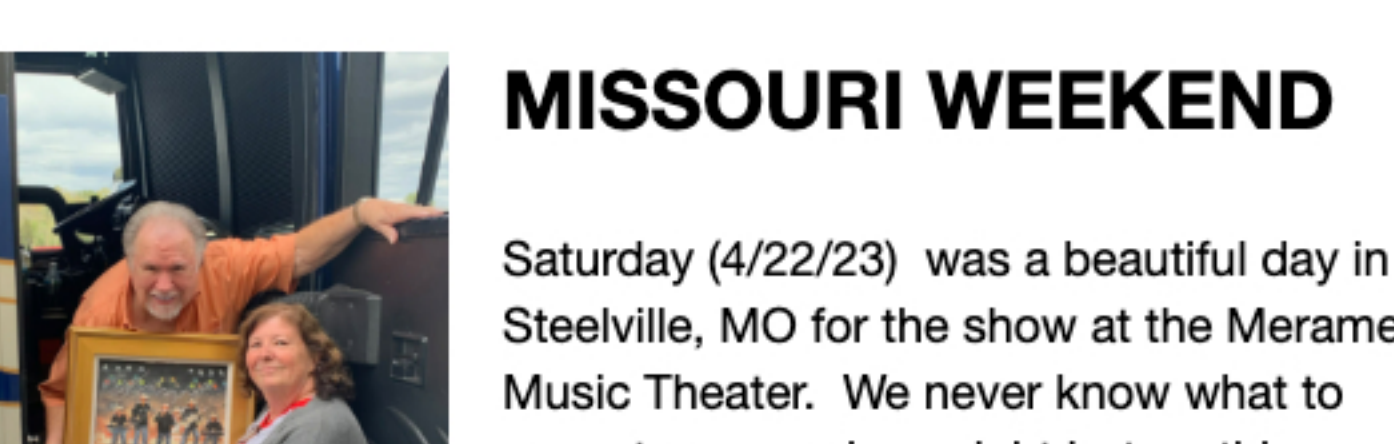 MISSOURI WEEKEND
Saturday (4/22/23)  was a beautiful day in
Steelville, MO for the show at the Merame
Music Theater.  We never know what to